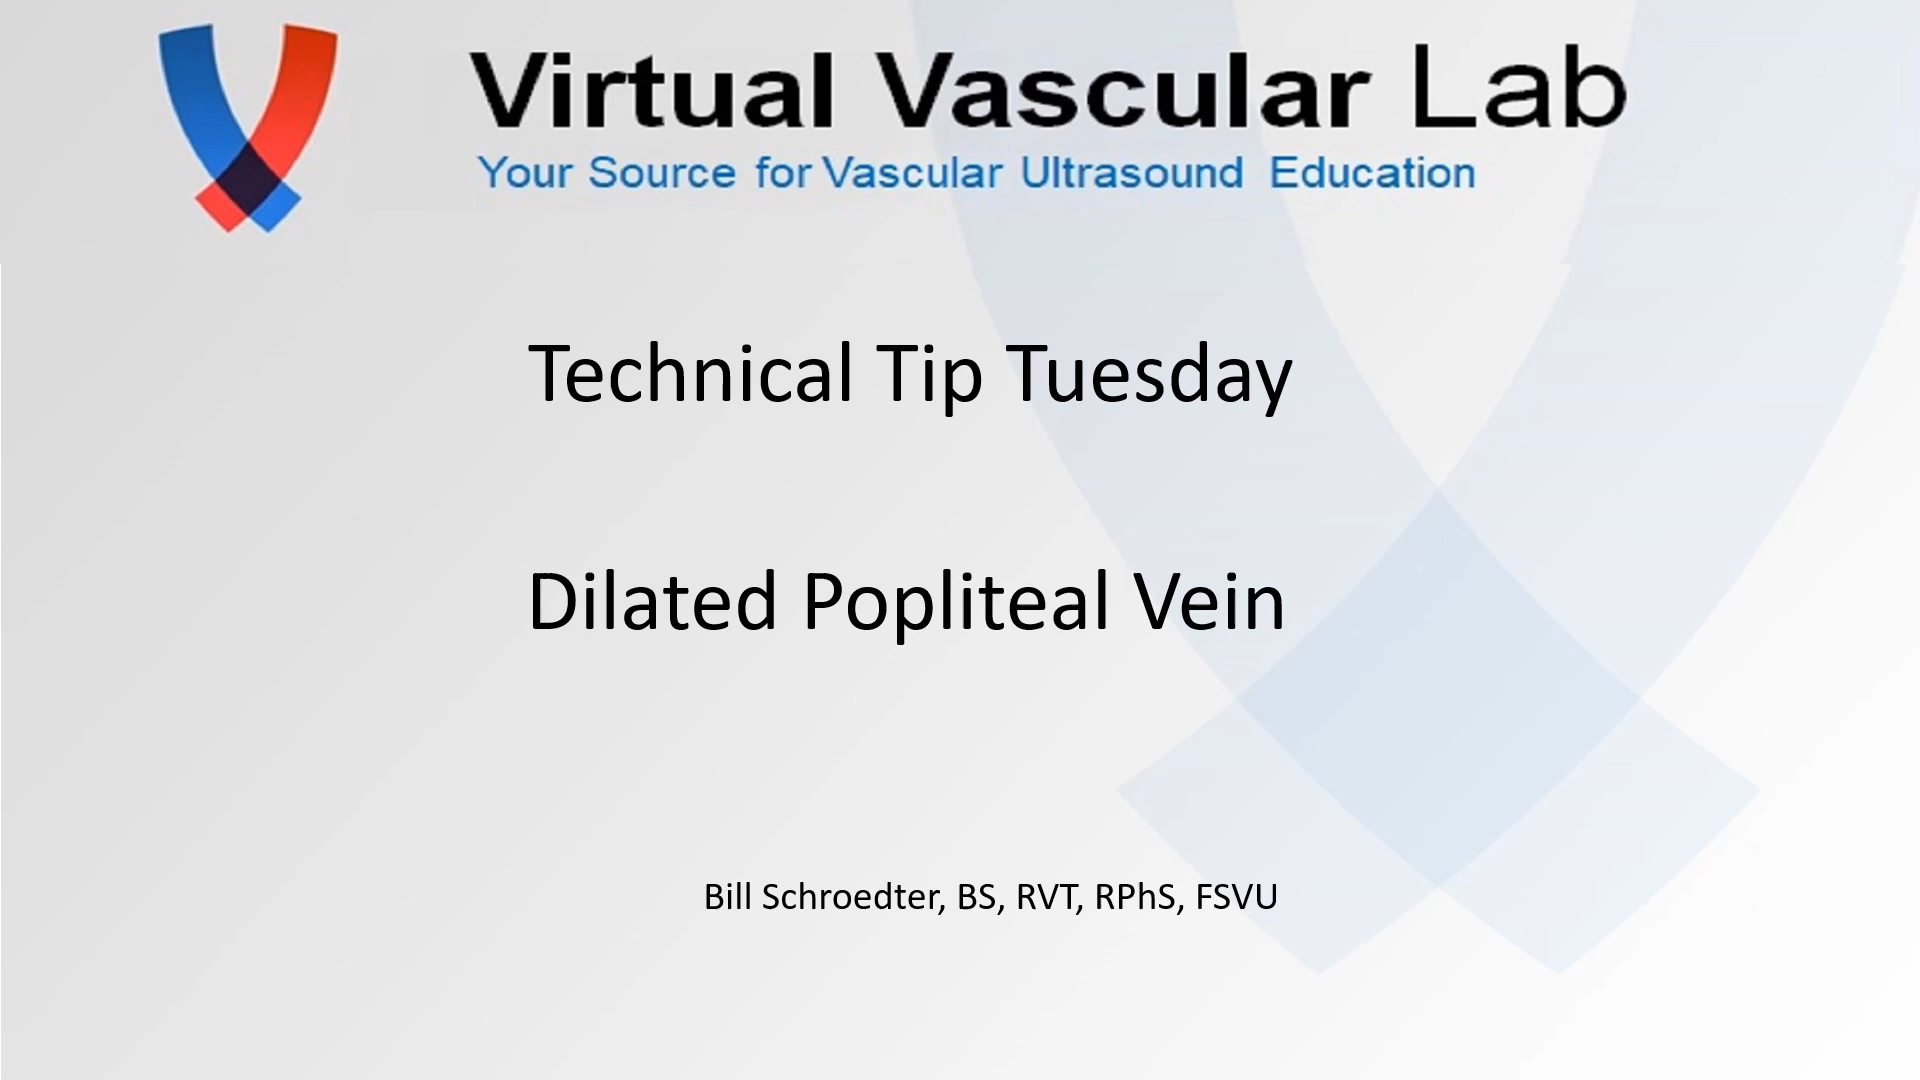 Virtual Vascular Lab
Your Source for Vascular Ultrasound Education
Technical Tip Tuesday
Dilated Popliteal Vein
Bill Schroedter, BS, RVT, RPhS, FSVU